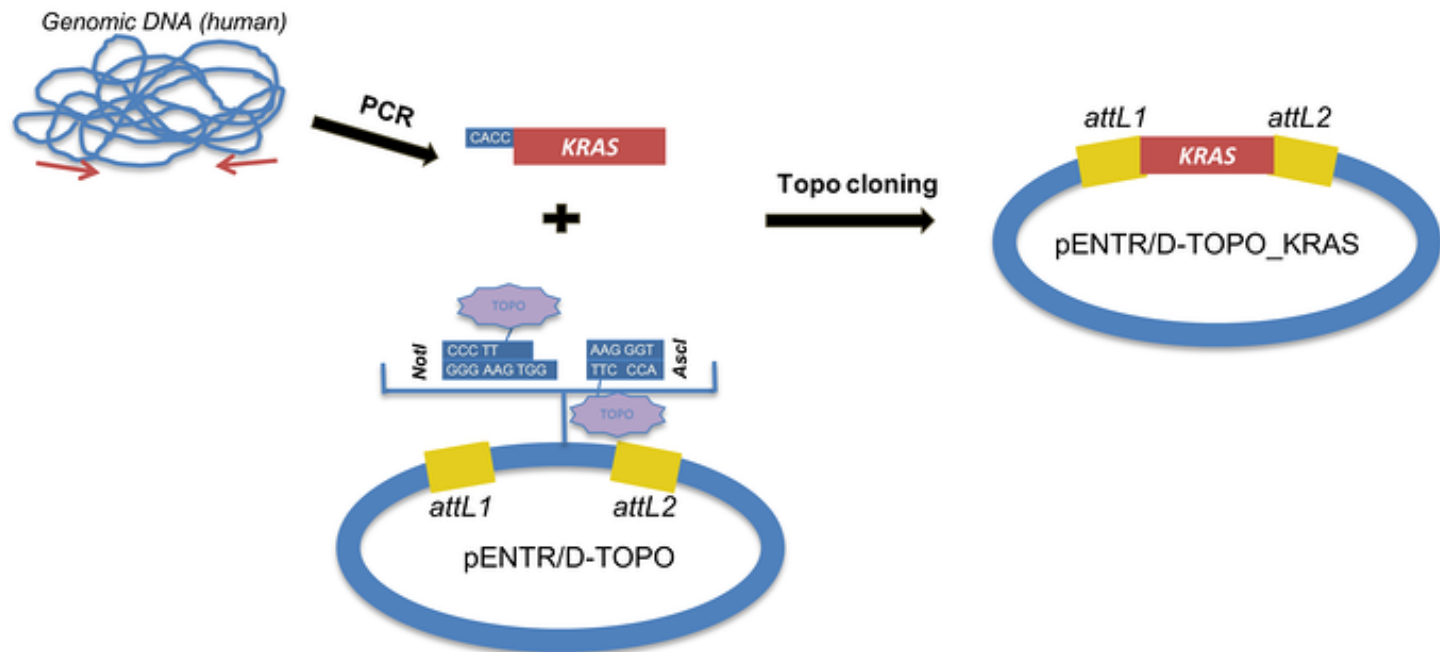 Genomic DNA (human)
PCR
CACC
KRAS
Topo cloning
attL1
attL2
KRAS
pENTR/D-TOPO_KRAS
TOPO
NotI
CCC TT
GGG AAG TGG
AAG GGT
TTC CCA
AscI
TOPO
attL1
attL2
pENTR/D-TOPO